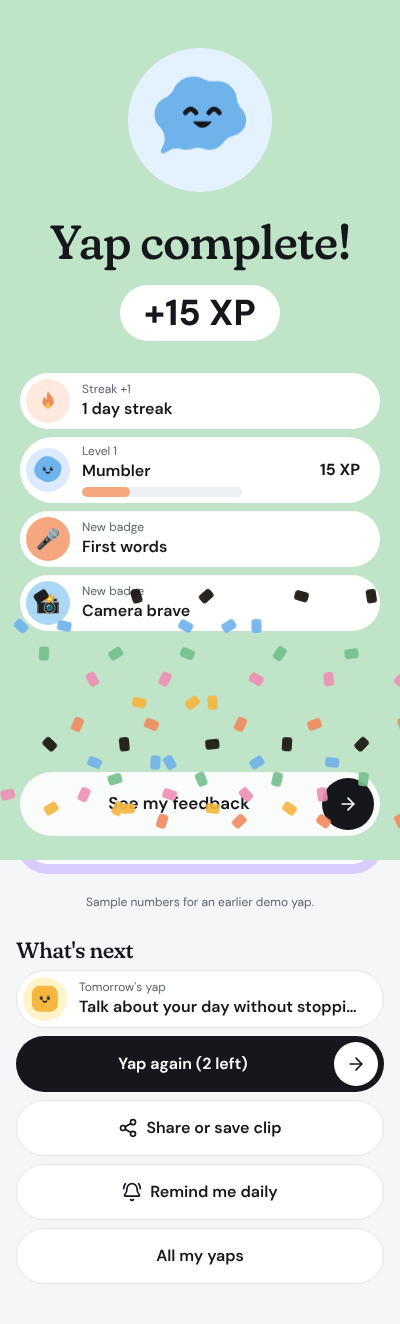 Yap complete!
+15 XP
Streak +1
1 day streak
Level 1
Mumbler
15 XP
New badge
First words
New badge
Camera brave
See my feedback
Sample numbers for an earlier demo yap.
What's next
Tomorrow's yap
Talk about your day without stoppi...
Yap again (2 left)
Share or save clip
Remind me daily
All my yaps